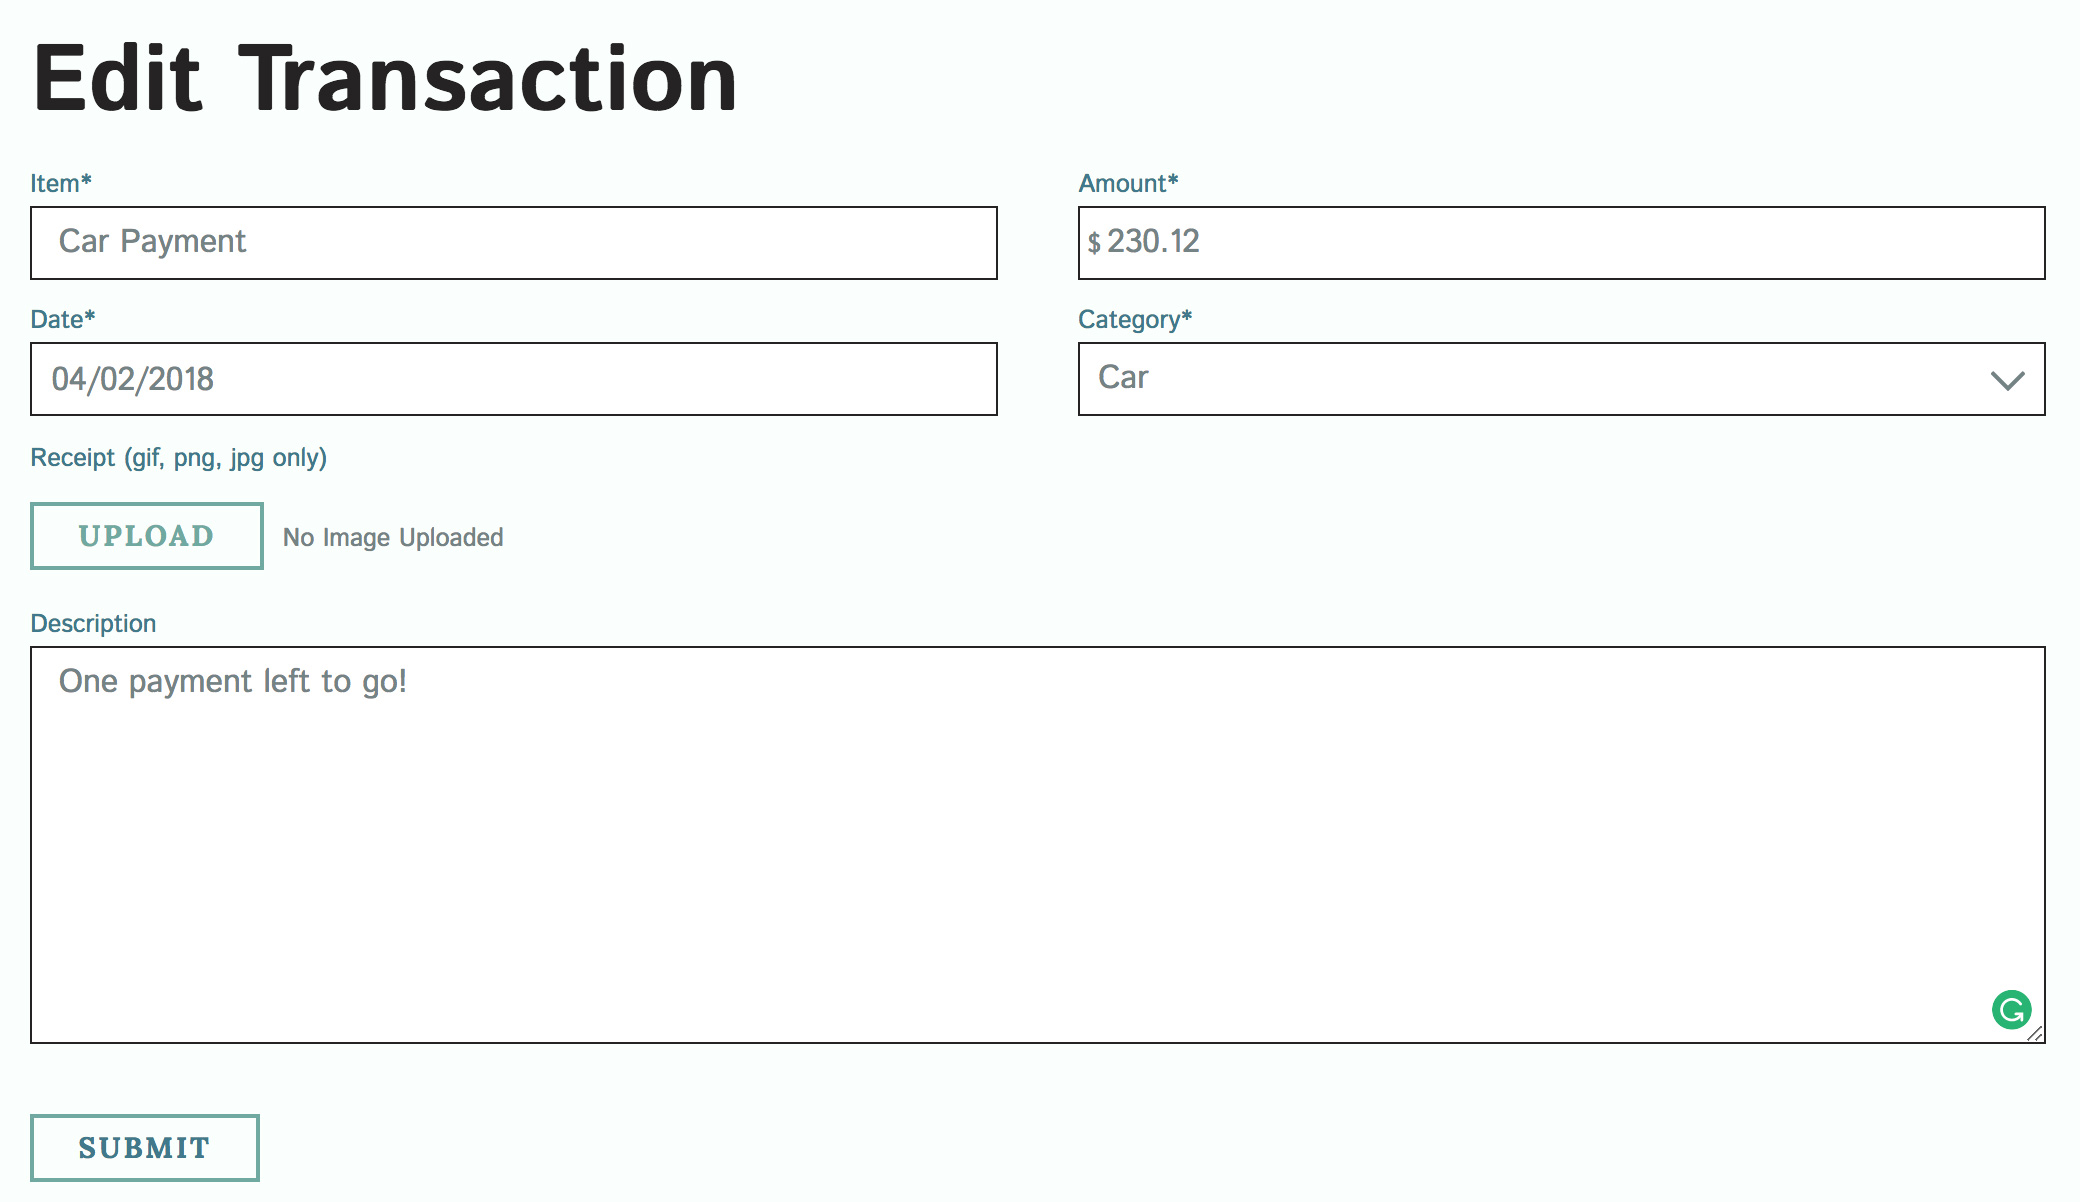 Edit Transaction
Item*
Car Payment
Amount*
$ 230.12
Date*
04/02/2018
Category*
Car
Receipt (gif, png, jpg only)
UPLOAD
No Image Uploaded
Description
One payment left to go!
SUBMIT